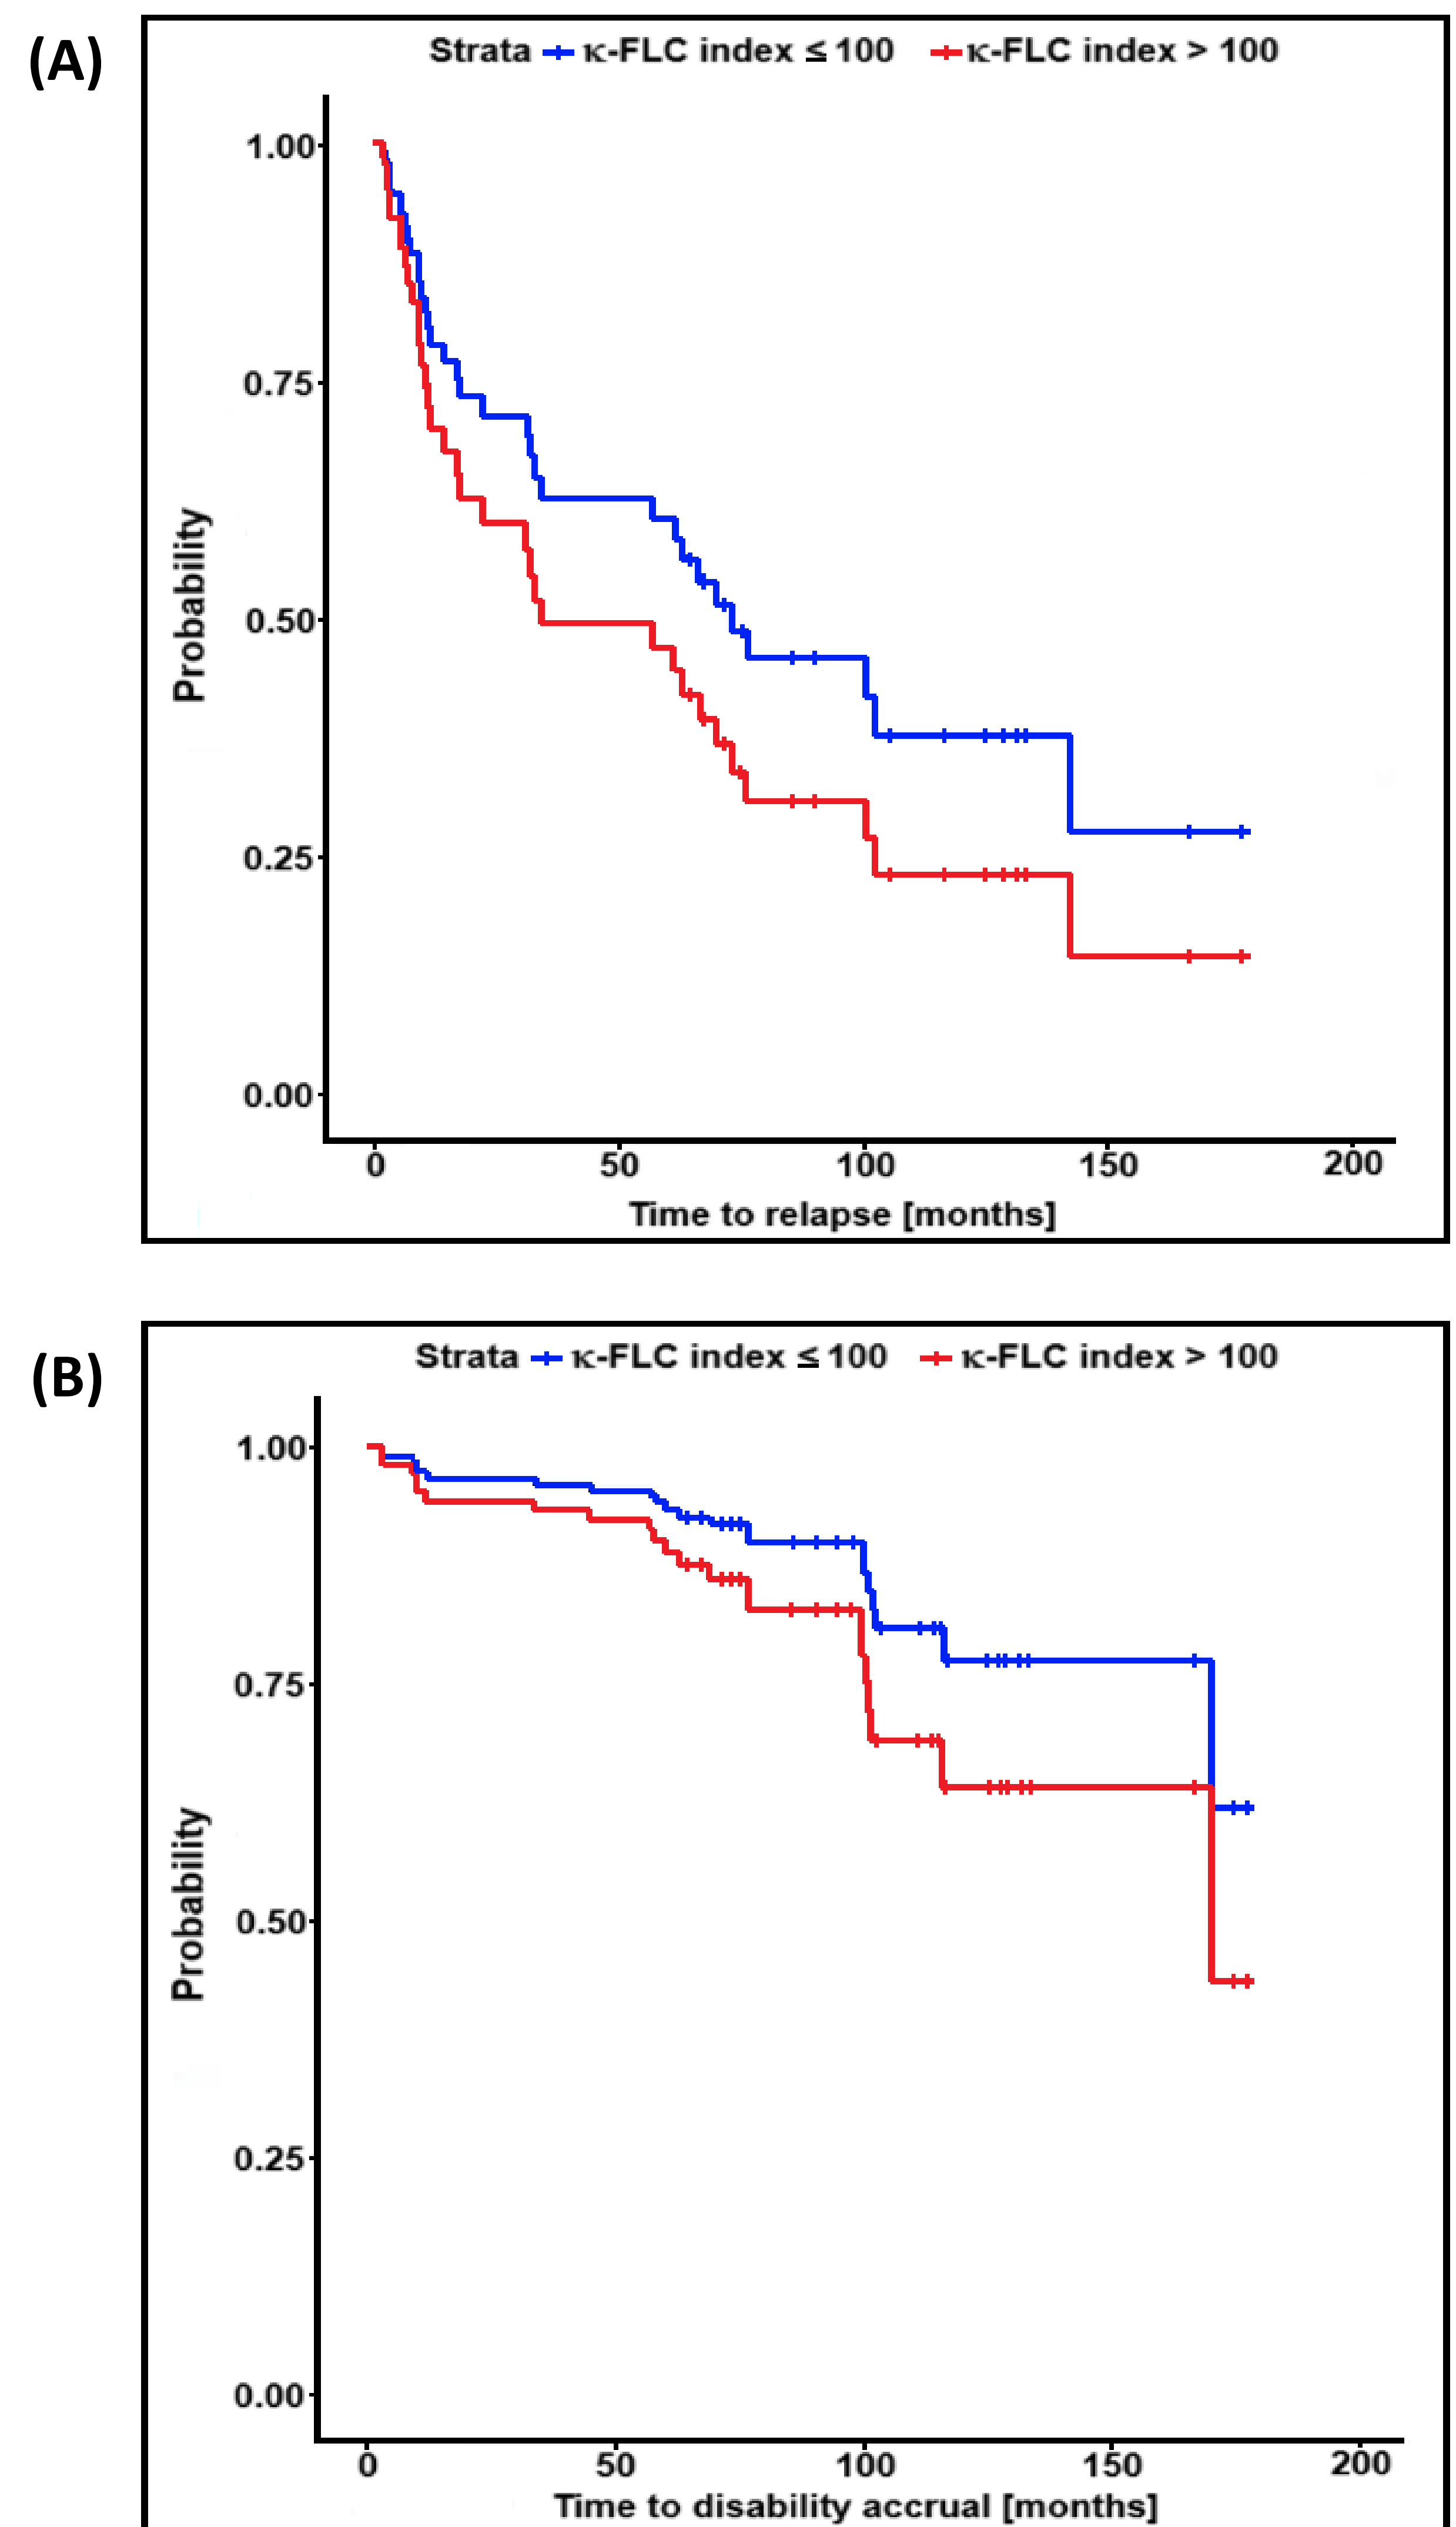 (A)
Strata κ-FLC index ≤ 100 κ-FLC index > 100
1.00
0.75
0.50
0.25
0.00
Probability
0 50 100 150 200
Time to relapse [months]
(B)
Strata κ-FLC index ≤ 100 κ-FLC index > 100
1.00
0.75
0.50
0.25
0.00
Probability
0 50 100 150 200
Time to disability accrual [months]